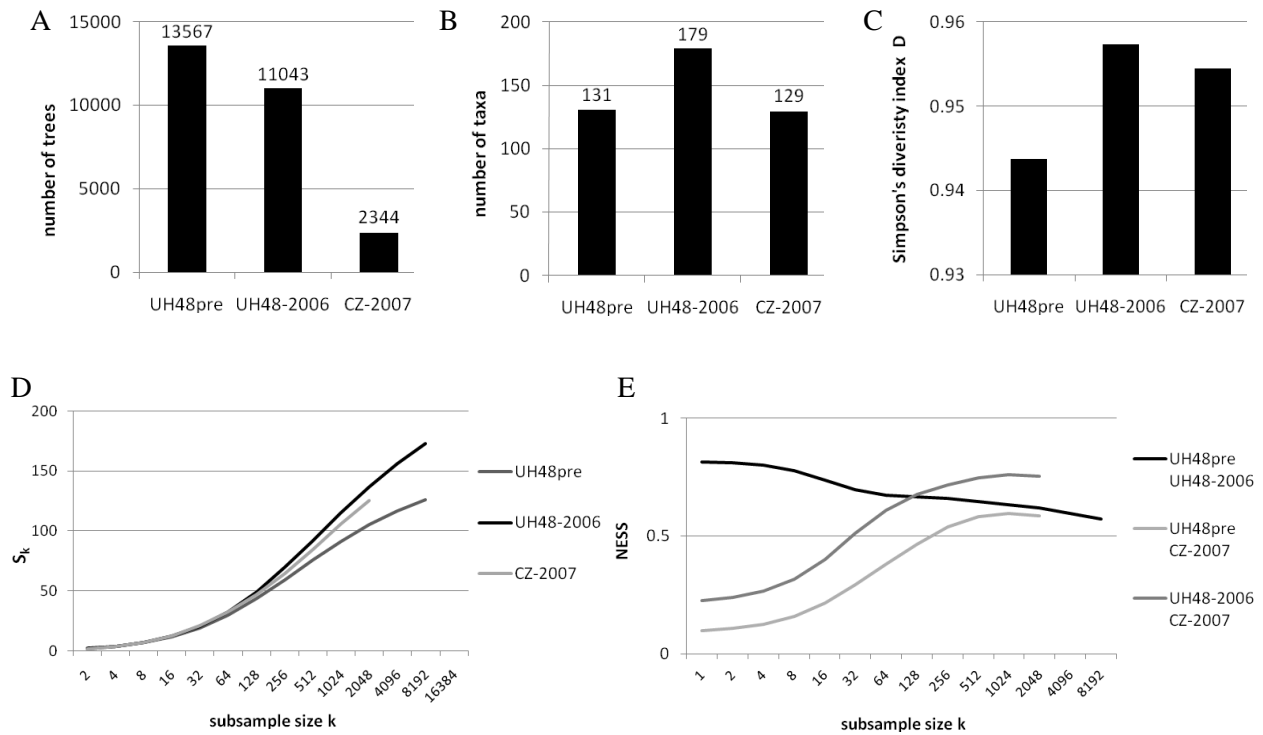 A
15000
10000
5000
0
number of trees
13567
11043
2344
UH48pre UH48-2006 CZ-2007
B
200
150
100
50
0
number of taxa
131
179
129
UH48pre UH48-2006 CZ-2007
C
0.96
0.95
0.94
0.93
Simpson's diveristy index D
UH48pre UH48-2006 CZ-2007
D
200
150
100
50
0
Sk
2 4 8 16 32 64 128 256 512 1024 2048 4096 8192 16384
subsample size k
UH48pre
UH48-2006
CZ-2007
E
1
0.5
0
NESS
1 2 4 8 16 32 64 128 256 512 1024 2048 4096 8192
subsample size k
UH48pre
UH48-2006
UH48pre
CZ-2007
UH48-2006
CZ-2007